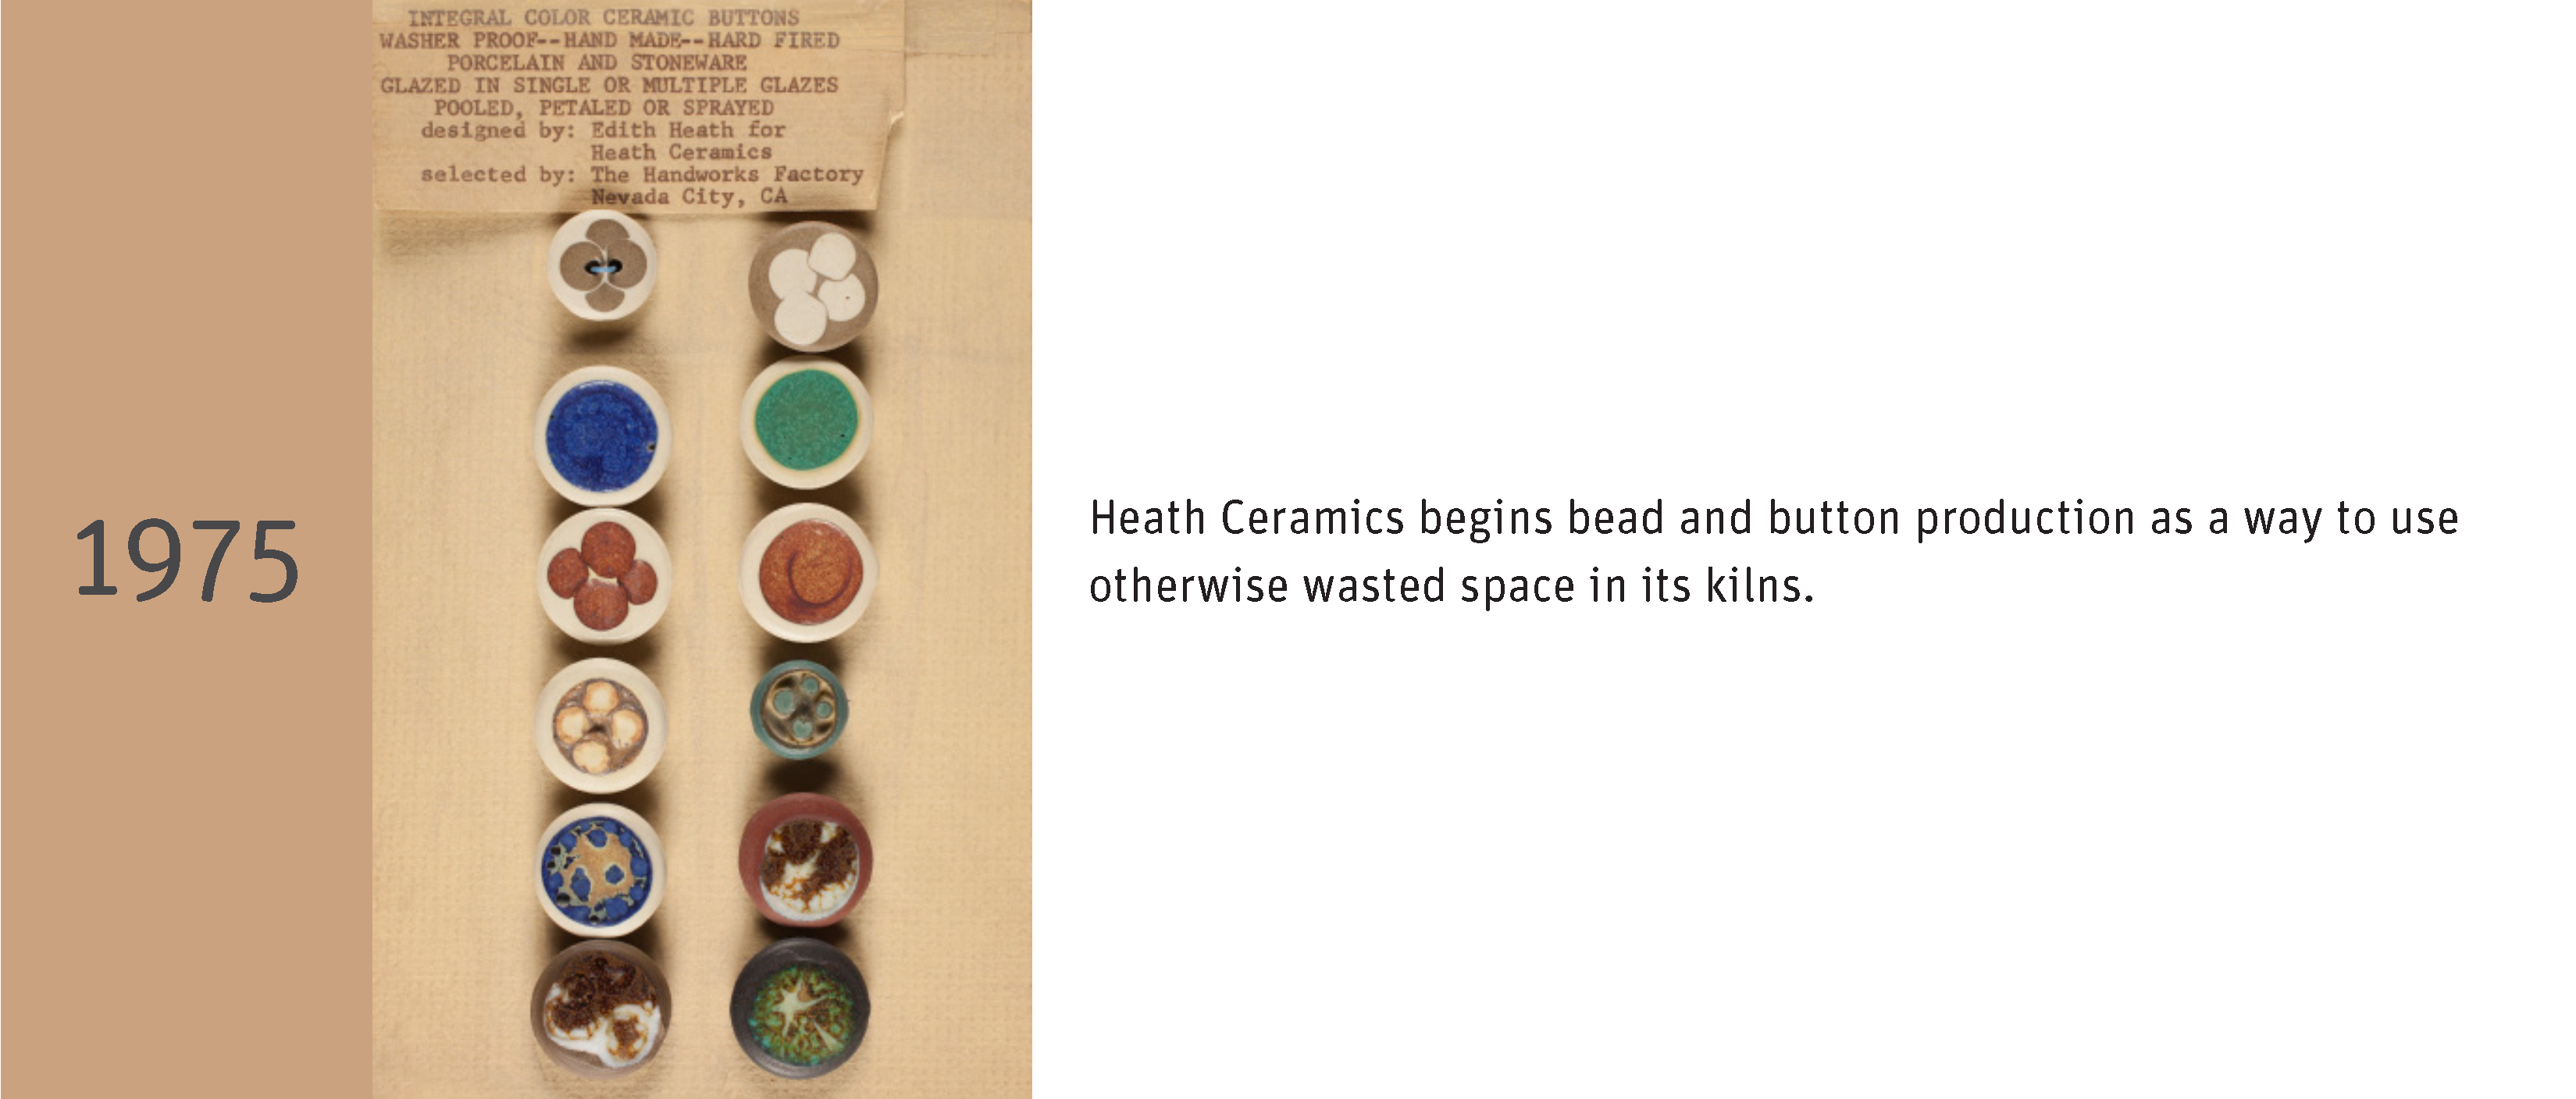 1975
INTEGRAL COLOR CERAMIC BUTTONS
WASHER PROOF--HAND MADE--HARD FIRED
PORCELAIN AND STONEWARE
GLAZED IN SINGLE OR MULTIPLE GLAZES
POOLED, PETALED OR SPRAYED
designed by: Edith Heath for
Heath Ceramics
selected by: The Handworks Factory
Nevada City, CA
Heath Ceramics begins bead and button production as a way to use
otherwise wasted space in its kilns.